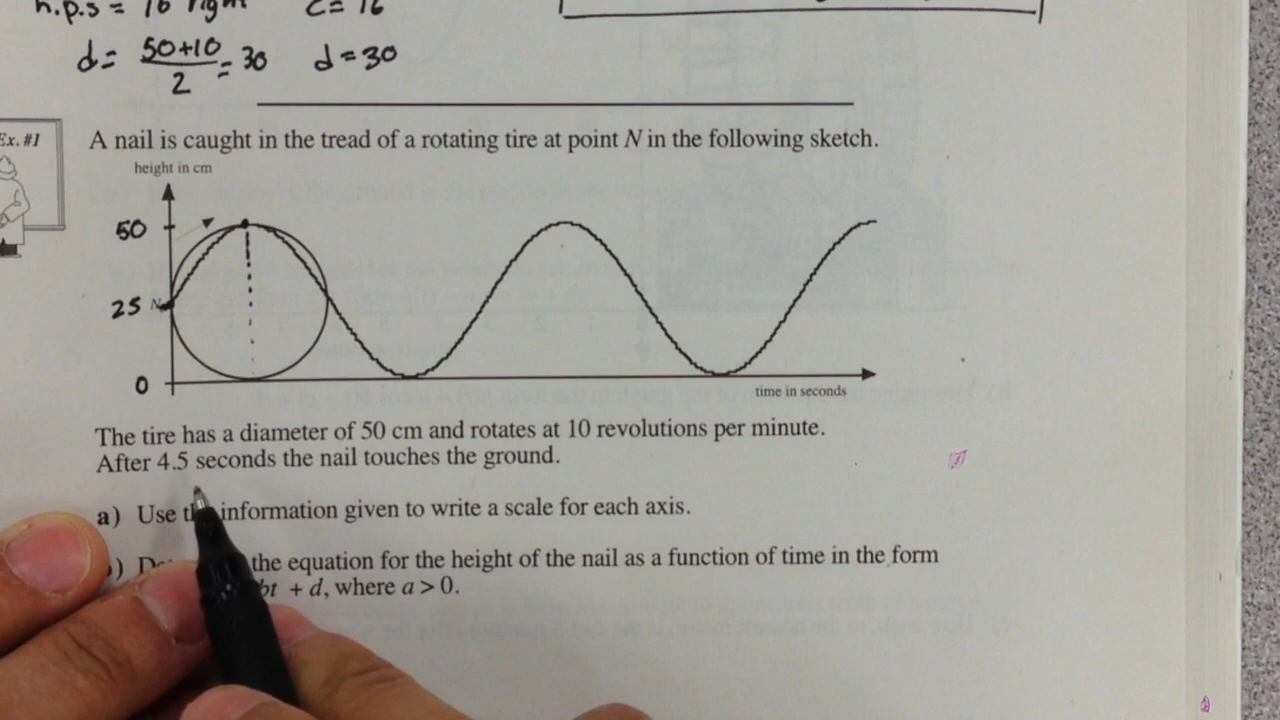 h.p.s = 16 right c = 16
d = 50+10 / 2 = 30 d = 30
Ex. #1
A nail is caught in the tread of a rotating tire at point N in the following sketch.
height in cm
50
25 N
0
time in seconds
The tire has a diameter of 50 cm and rotates at 10 revolutions per minute.
After 4.5 seconds the nail touches the ground.
a) Use information given to write a scale for each axis.
) the equation for the height of the nail as a function of time in the form
bt + d, where a > 0.